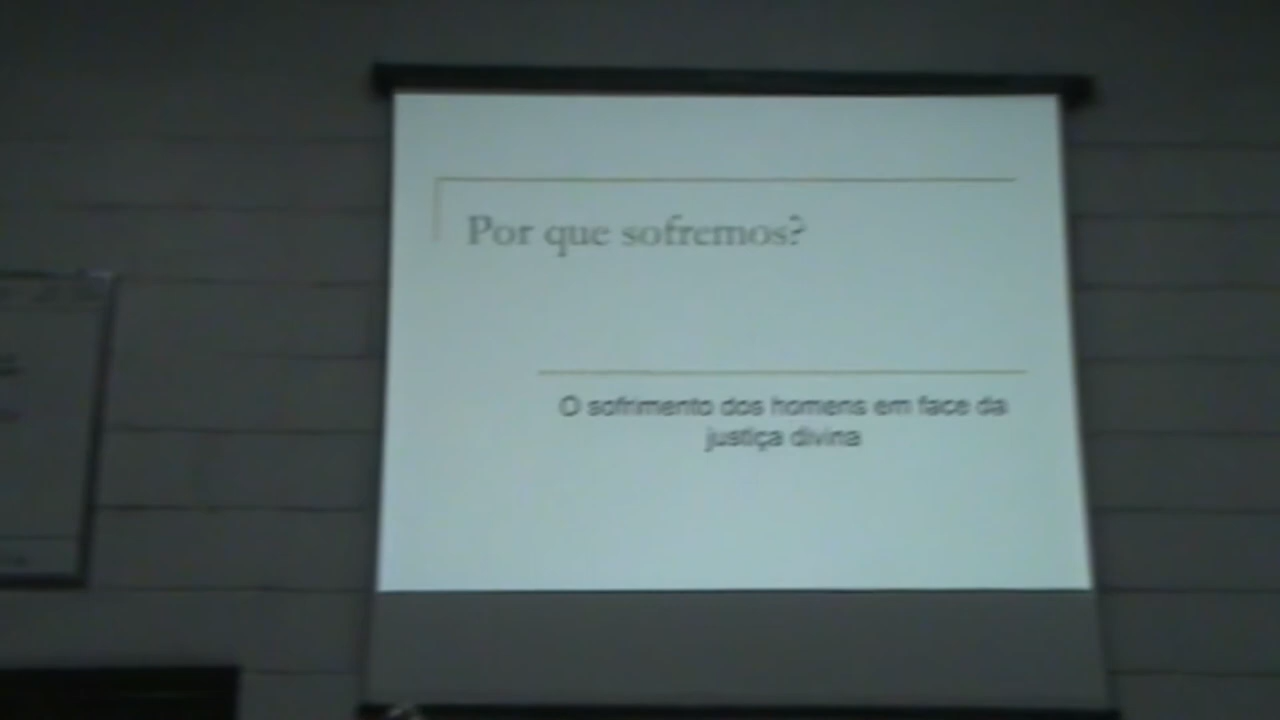 Por que sofremos?
O sofrimento dos homens em face da
justiça divina